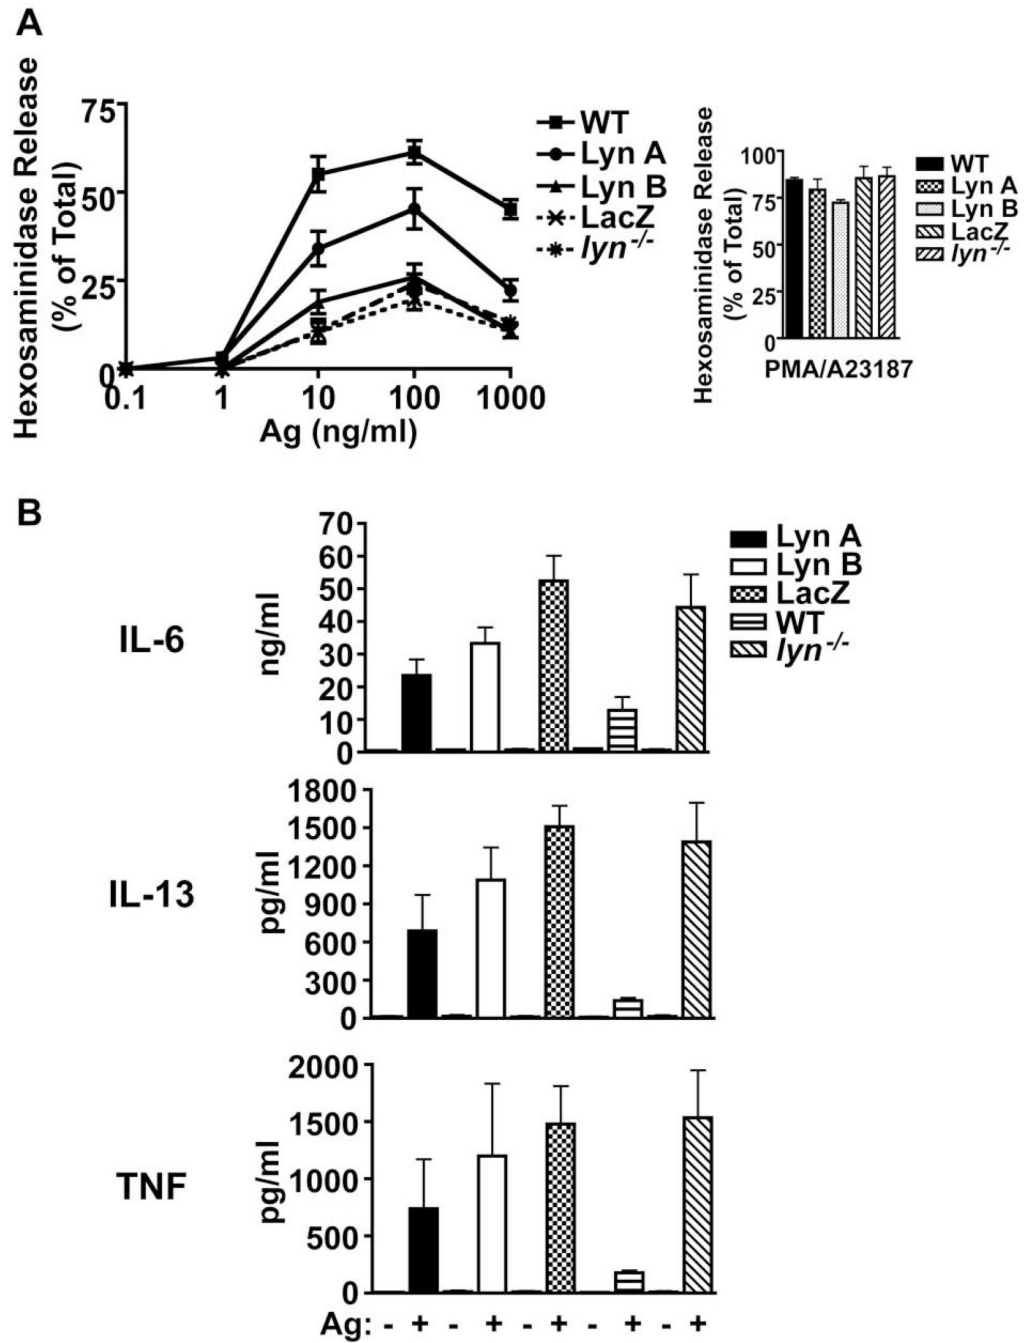 A
Hexosaminidase Release
(% of Total)
75
50
25
0
0.1 1 10 100 1000
Ag (ng/ml)
WT
Lyn A
Lyn B
LacZ
lyn -/-
Hexosaminidase Release
(% of Total)
100
75
50
25
0
PMA/A23187
WT
Lyn A
Lyn B
LacZ
lyn -/-
B
IL-6
ng/ml
70
60
50
40
30
20
10
0
Lyn A
Lyn B
LacZ
WT
lyn -/-
IL-13
pg/ml
1800
1500
1200
900
600
300
0
TNF
pg/ml
2000
1500
1000
500
0
Ag: - + - + - + - + - +